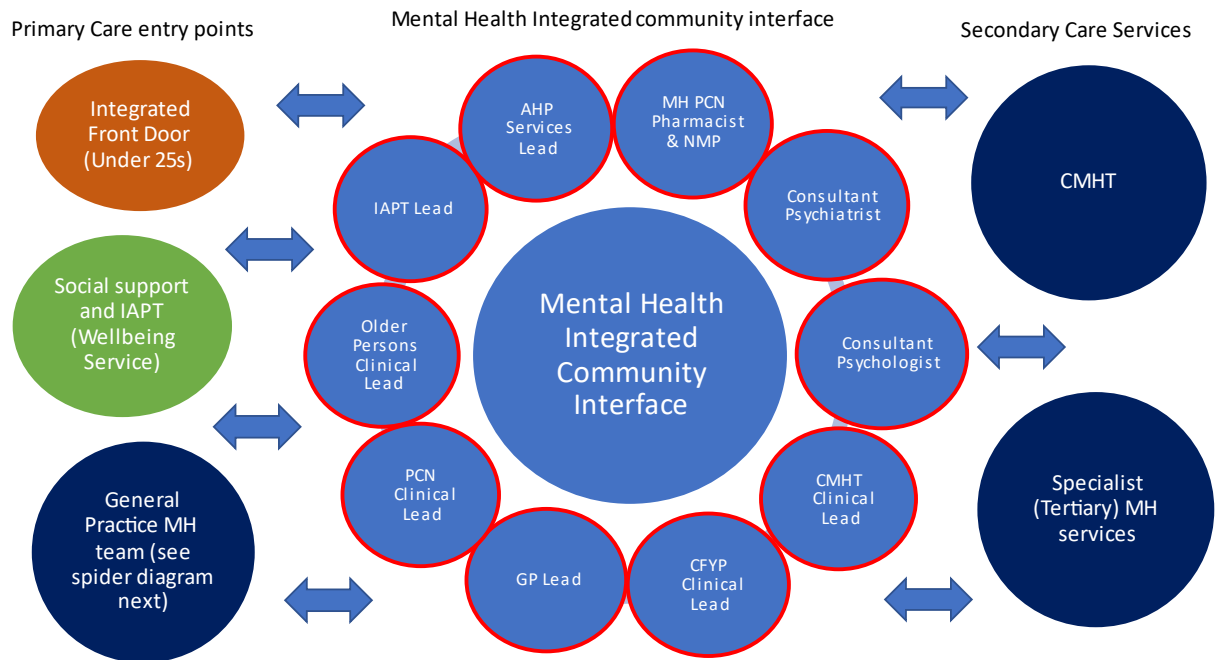 Primary Care entry points
Mental Health Integrated community interface
Secondary Care Services
Integrated
Front Door
(Under 25s)
Social support
and IAPT
(Wellbeing
Service)
General
Practice MH
team (see
spider diagram
next)
AHP
Services
Lead
MH PCN
Pharmacist
& NMP
Consultant
Psychiatrist
Consultant
Psychologist
CMHT
Clinical
Lead
CFYP
Clinical
Lead
GP Lead
PCN
Clinical
Lead
Older
Persons
Clinical
Lead
IAPT Lead
Mental Health
Integrated
Community
Interface
CMHT
Specialist
(Tertiary) MH
services